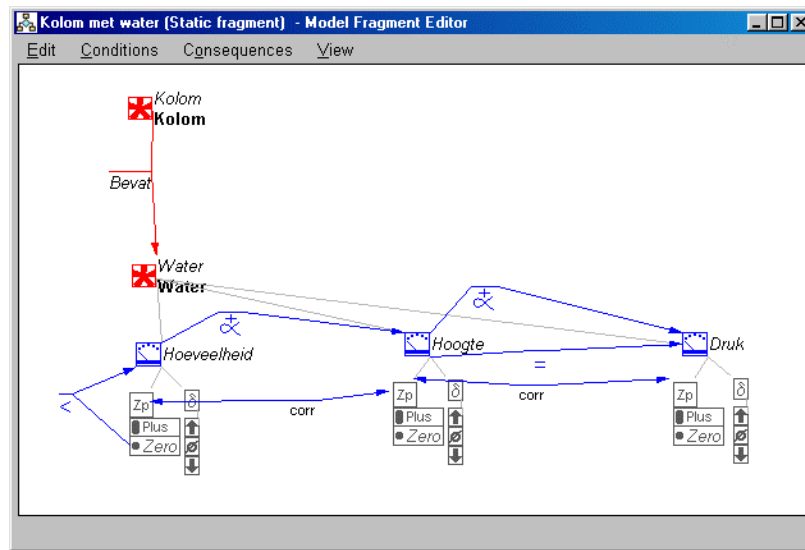 Kolom met water (Static fragment) - Model Fragment Editor
Edit Conditions Consequences View
Kolom
Kolom
Bevat
Water
Water
+
α
+
α
Hoeveelheid
Hoogte
Druk
<
=
Zp
δ
corr
Zp
δ
corr
Zp
δ
Plus
Zero
Plus
Zero
Plus
Zero